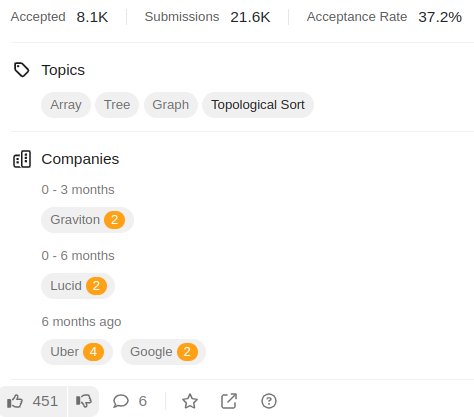 Accepted 8.1K Submissions 21.6K Acceptance Rate 37.2%
Topics
Array Tree Graph Topological Sort
Companies
0 - 3 months
Graviton 2
0 - 6 months
Lucid 2
6 months ago
Uber 4 Google 2
451 6